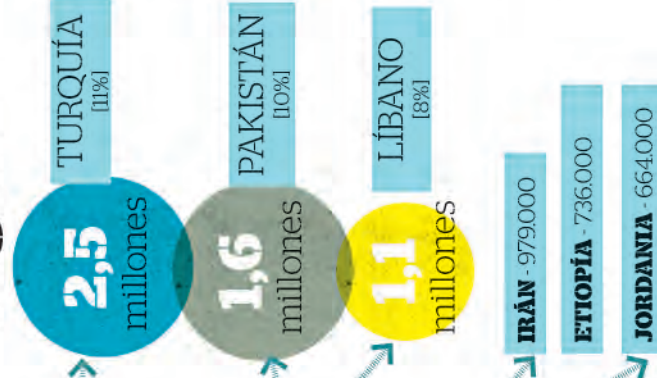 TURQUÍA
[11%]
2,5
millones
PAKISTÁN
[10%]
1,6
millones
LÍBANO
[8%]
1,1
millones
IRÁN - 979.000
ETIOPÍA - 736.000
JORDANIA - 664.000